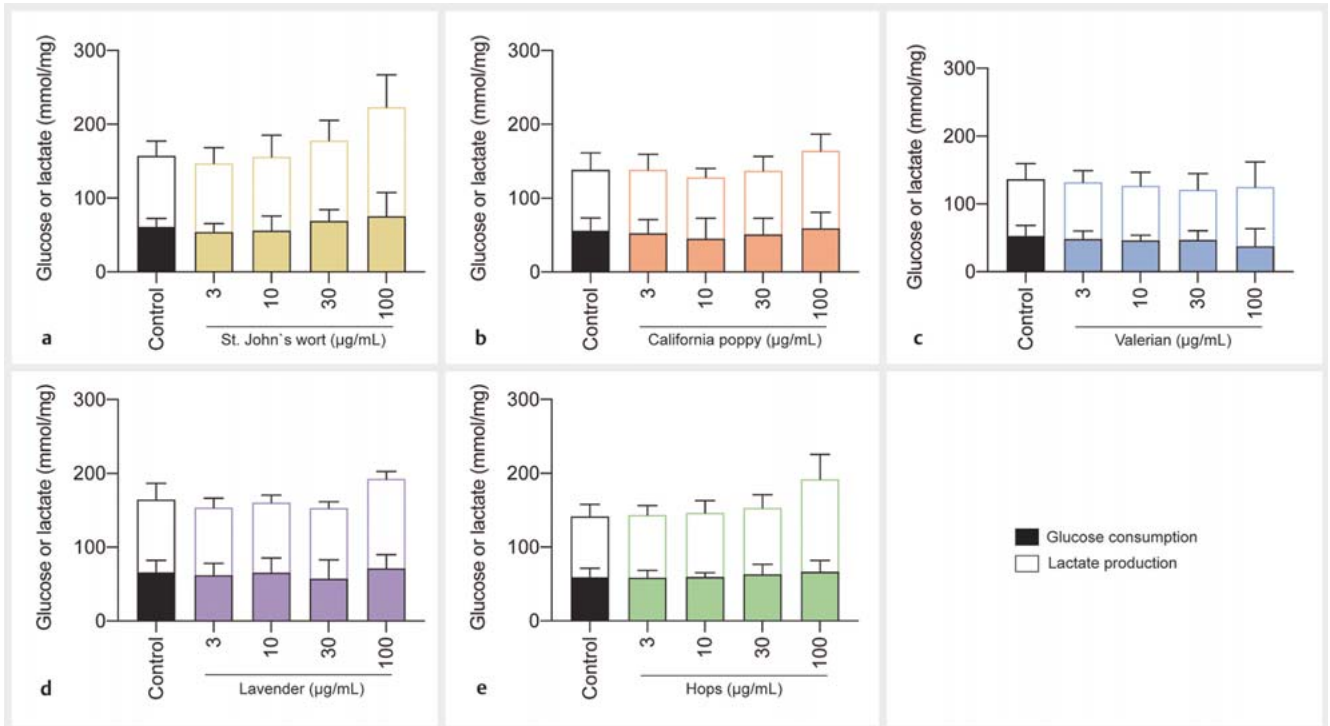 Glucose or lactate (mmol/mg)
300
200
100
0
Control
3
10
30
100
a
St. John`s wort (µg/mL)
Glucose or lactate (mmol/mg)
300
200
100
0
Control
3
10
30
100
b
California poppy (µg/mL)
Glucose or lactate (mmol/mg)
300
200
100
0
Control
3
10
30
100
c
Valerian (µg/mL)
Glucose or lactate (mmol/mg)
300
200
100
0
Control
3
10
30
100
d
Lavender (µg/mL)
Glucose or lactate (mmol/mg)
300
200
100
0
Control
3
10
30
100
e
Hops (µg/mL)
Glucose consumption
Lactate production